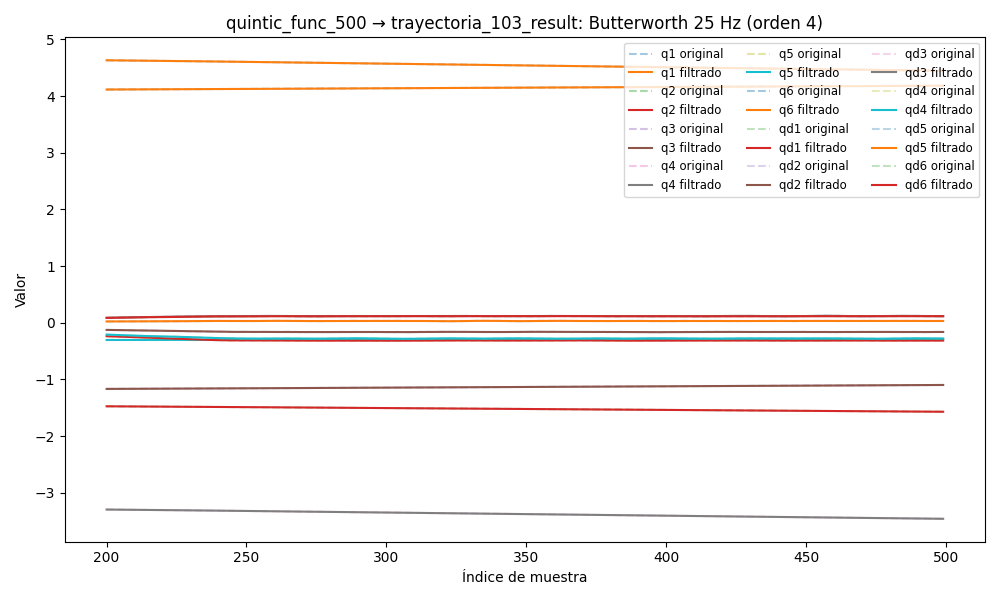 quintic_func_500 → trayectoria_103_result: Butterworth 25 Hz (orden 4)
q1 original
q1 filtrado
q2 original
q2 filtrado
q3 original
q3 filtrado
q4 original
q4 filtrado
q5 original
q5 filtrado
q6 original
q6 filtrado
qd1 original
qd1 filtrado
qd2 original
qd2 filtrado
qd3 original
qd3 filtrado
qd4 original
qd4 filtrado
qd5 original
qd5 filtrado
qd6 original
qd6 filtrado
Valor
5
4
3
2
1
0
−1
−2
−3
200
250
300
350
400
450
500
Índice de muestra